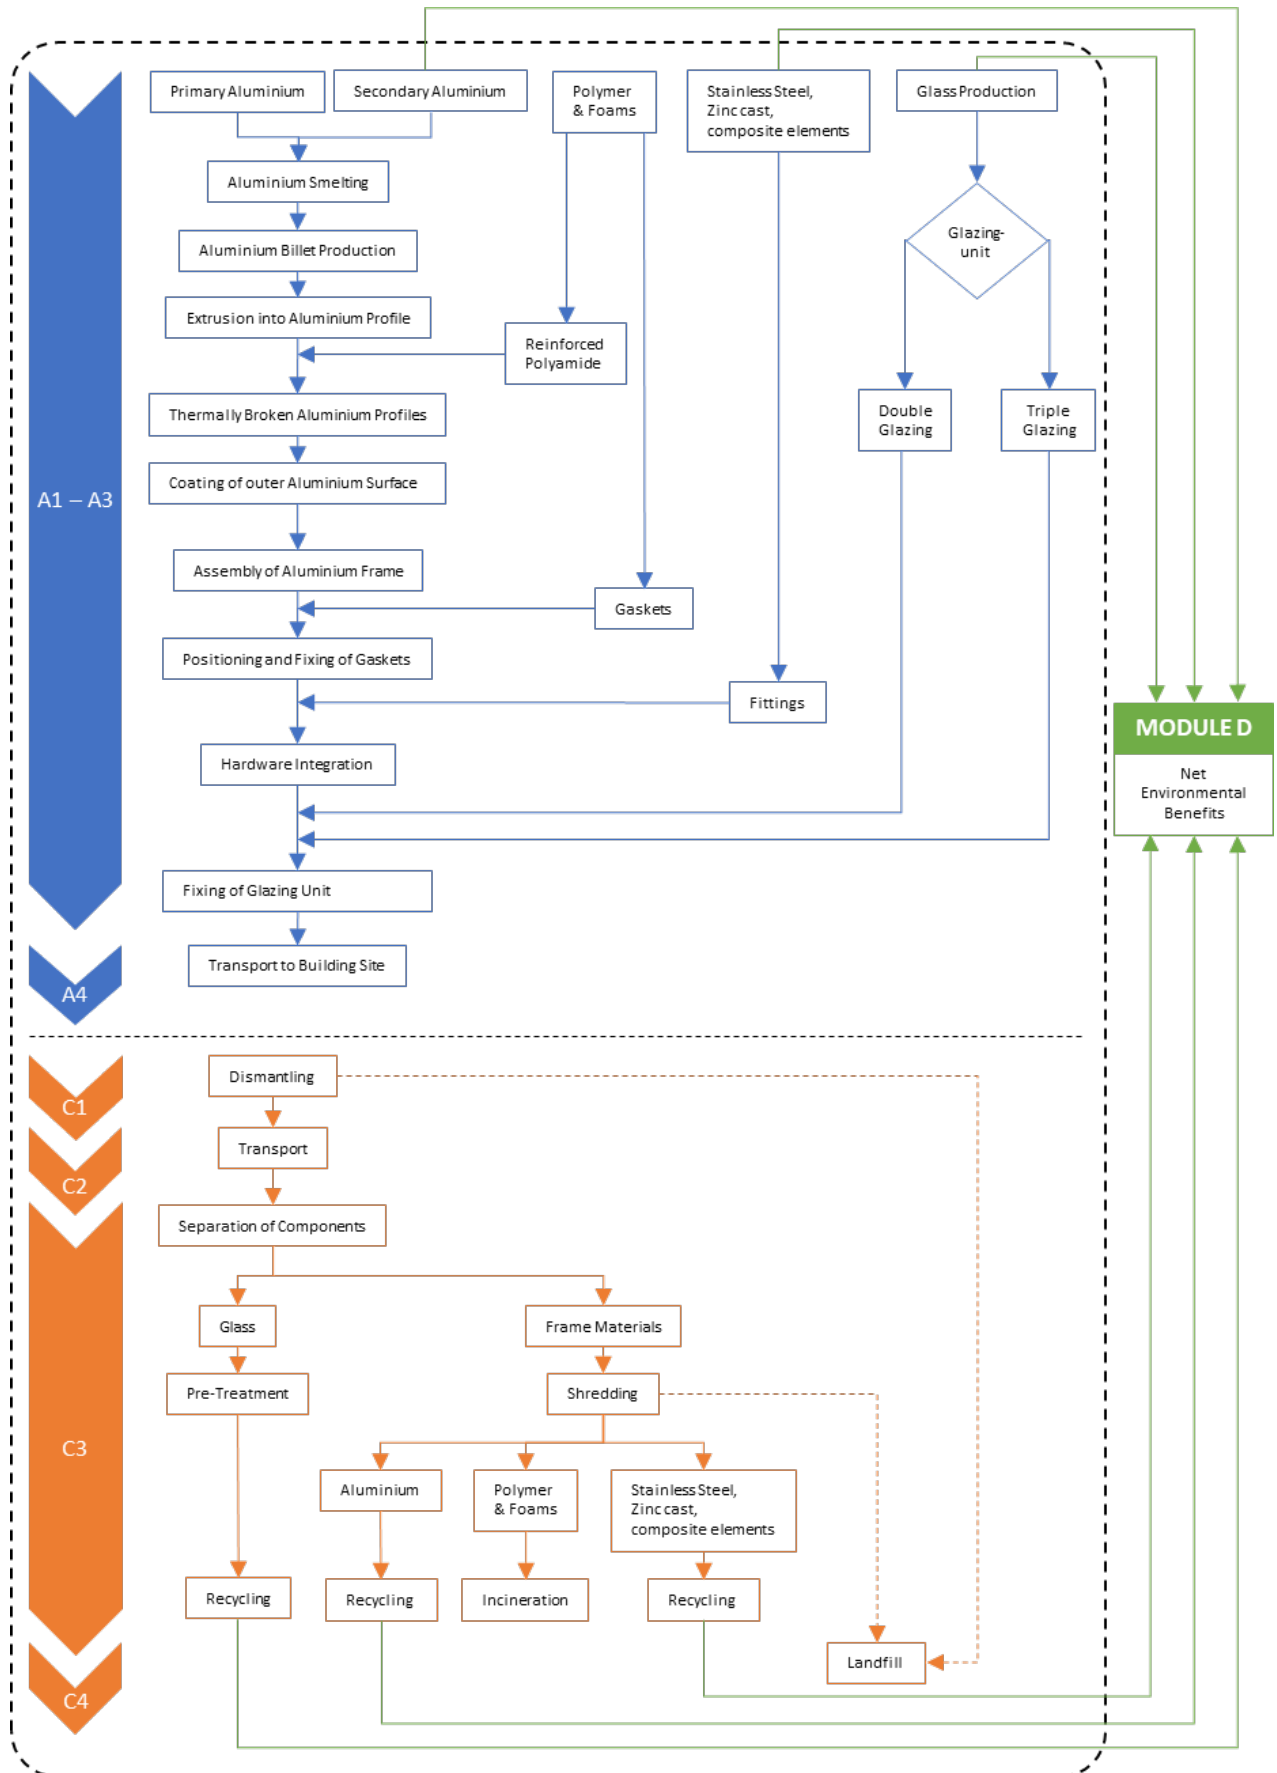 Primary Aluminium
Secondary Aluminium
Polymer
& Foams
Stainless Steel,
Zinc cast,
composite elements
Glass Production
Aluminium Smelting
Aluminium Billet Production
Glazing-
unit
Extrusion into Aluminium Profile
Reinforced
Polyamide
Thermally Broken Aluminium Profiles
Double
Glazing
Triple
Glazing
Coating of outer Aluminium Surface
A1 – A3
Assembly of Aluminium Frame
Gaskets
Positioning and Fixing of Gaskets
Fittings
MODULE D
Net
Environmental
Benefits
Hardware Integration
Fixing of Glazing Unit
Transport to Building Site
A4
Dismantling
C1
Transport
C2
Separation of Components
Glass
Frame Materials
Pre-Treatment
Shredding
C3
Aluminium
Polymer
& Foams
Stainless Steel,
Zinc cast,
composite elements
Recycling
Recycling
Incineration
Recycling
Landfill
C4